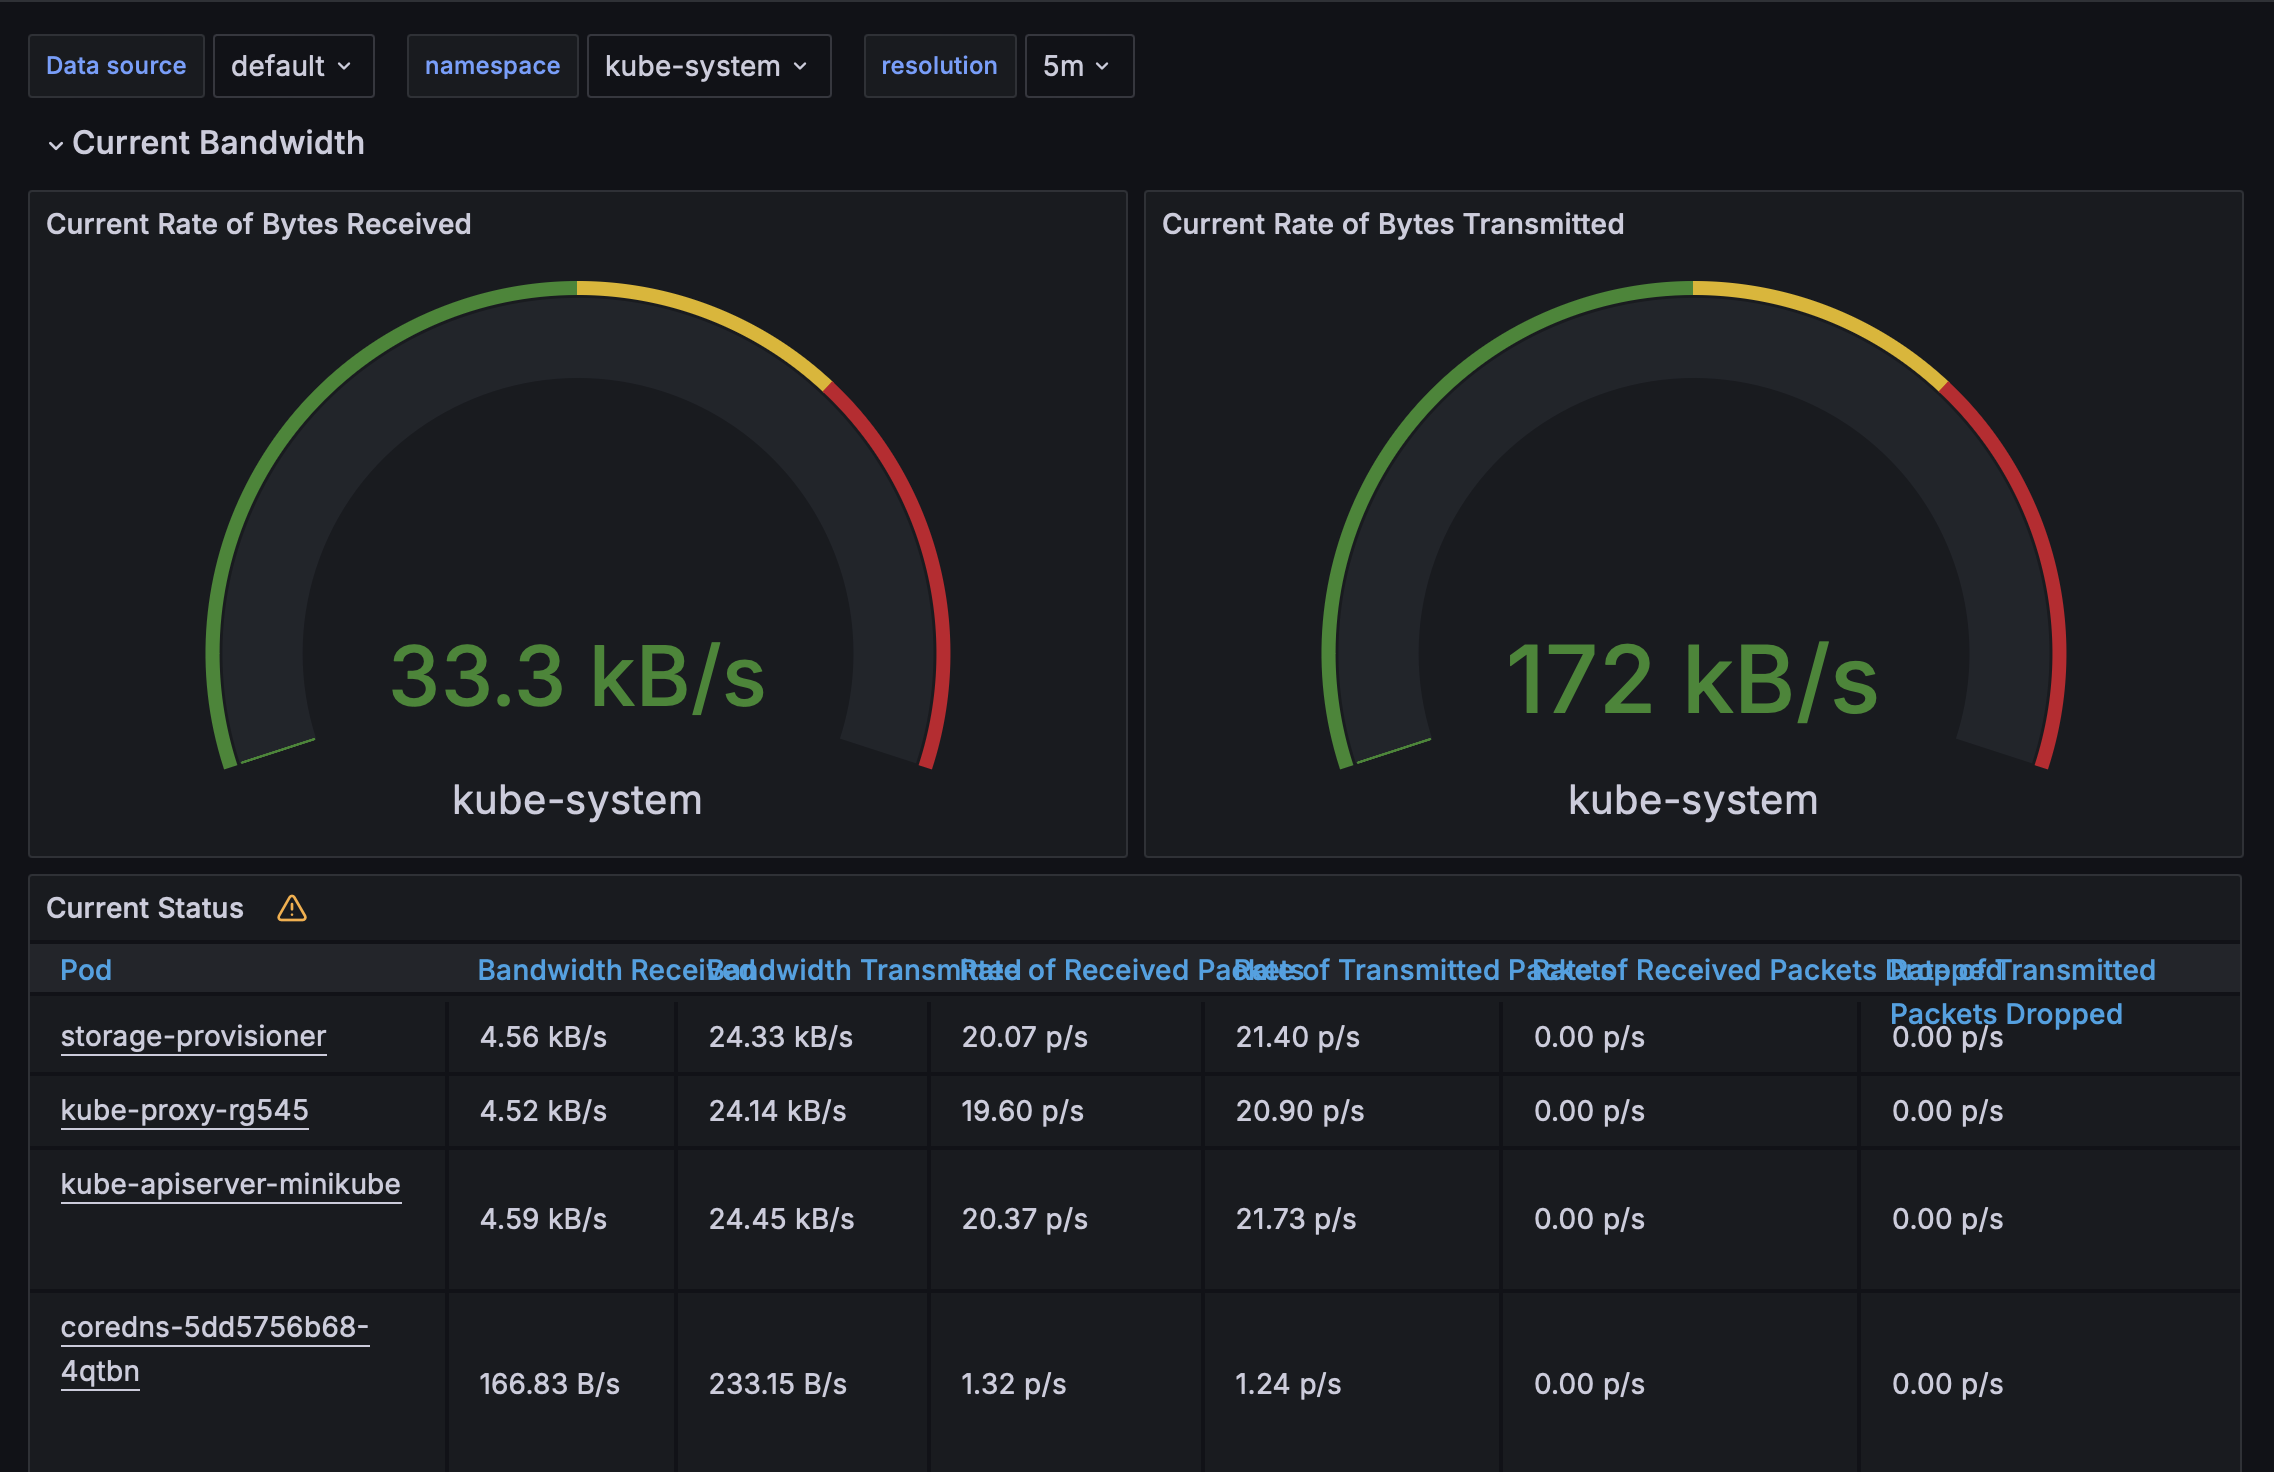 Data source default namespace kube-system resolution 5m
Current Bandwidth
Current Rate of Bytes Received
33.3 kB/s
kube-system
Current Rate of Bytes Transmitted
172 kB/s
kube-system
Current Status
Pod Bandwidth Received Bandwidth Transmitted Rate of Received Packets Rate of Transmitted Packets Rate of Received Packets Dropped Rate of Transmitted
Packets Dropped
storage-provisioner 4.56 kB/s 24.33 kB/s 20.07 p/s 21.40 p/s 0.00 p/s 0.00 p/s
kube-proxy-rg545 4.52 kB/s 24.14 kB/s 19.60 p/s 20.90 p/s 0.00 p/s 0.00 p/s
kube-apiserver-minikube 4.59 kB/s 24.45 kB/s 20.37 p/s 21.73 p/s 0.00 p/s 0.00 p/s
coredns-5dd5756b68-
4qtbn 166.83 B/s 233.15 B/s 1.32 p/s 1.24 p/s 0.00 p/s 0.00 p/s